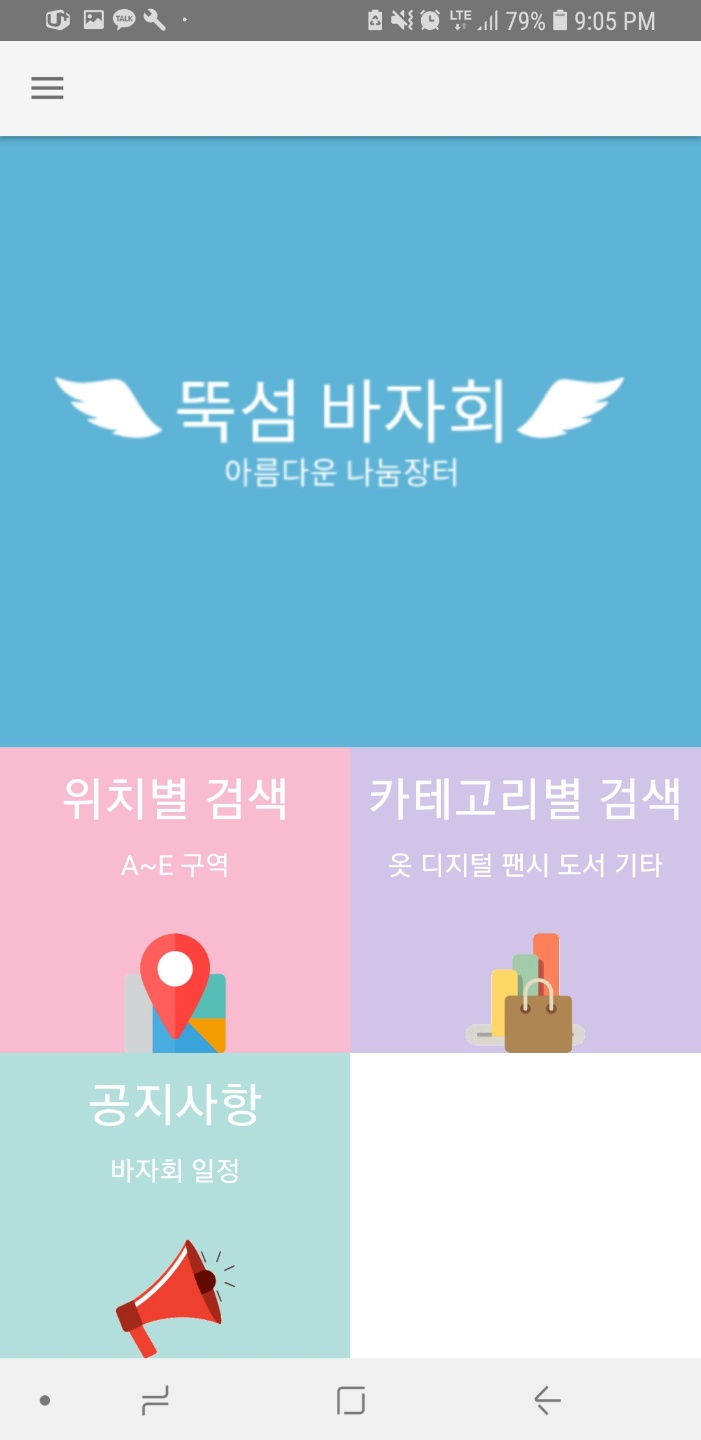 TALK LTE 79% 9:05 PM
뚝섬 바자회
아름다운 나눔장터
위치별 검색
A~E 구역
카테고리별 검색
옷 디지털 팬시 도서 기타
공지사항
바자회 일정